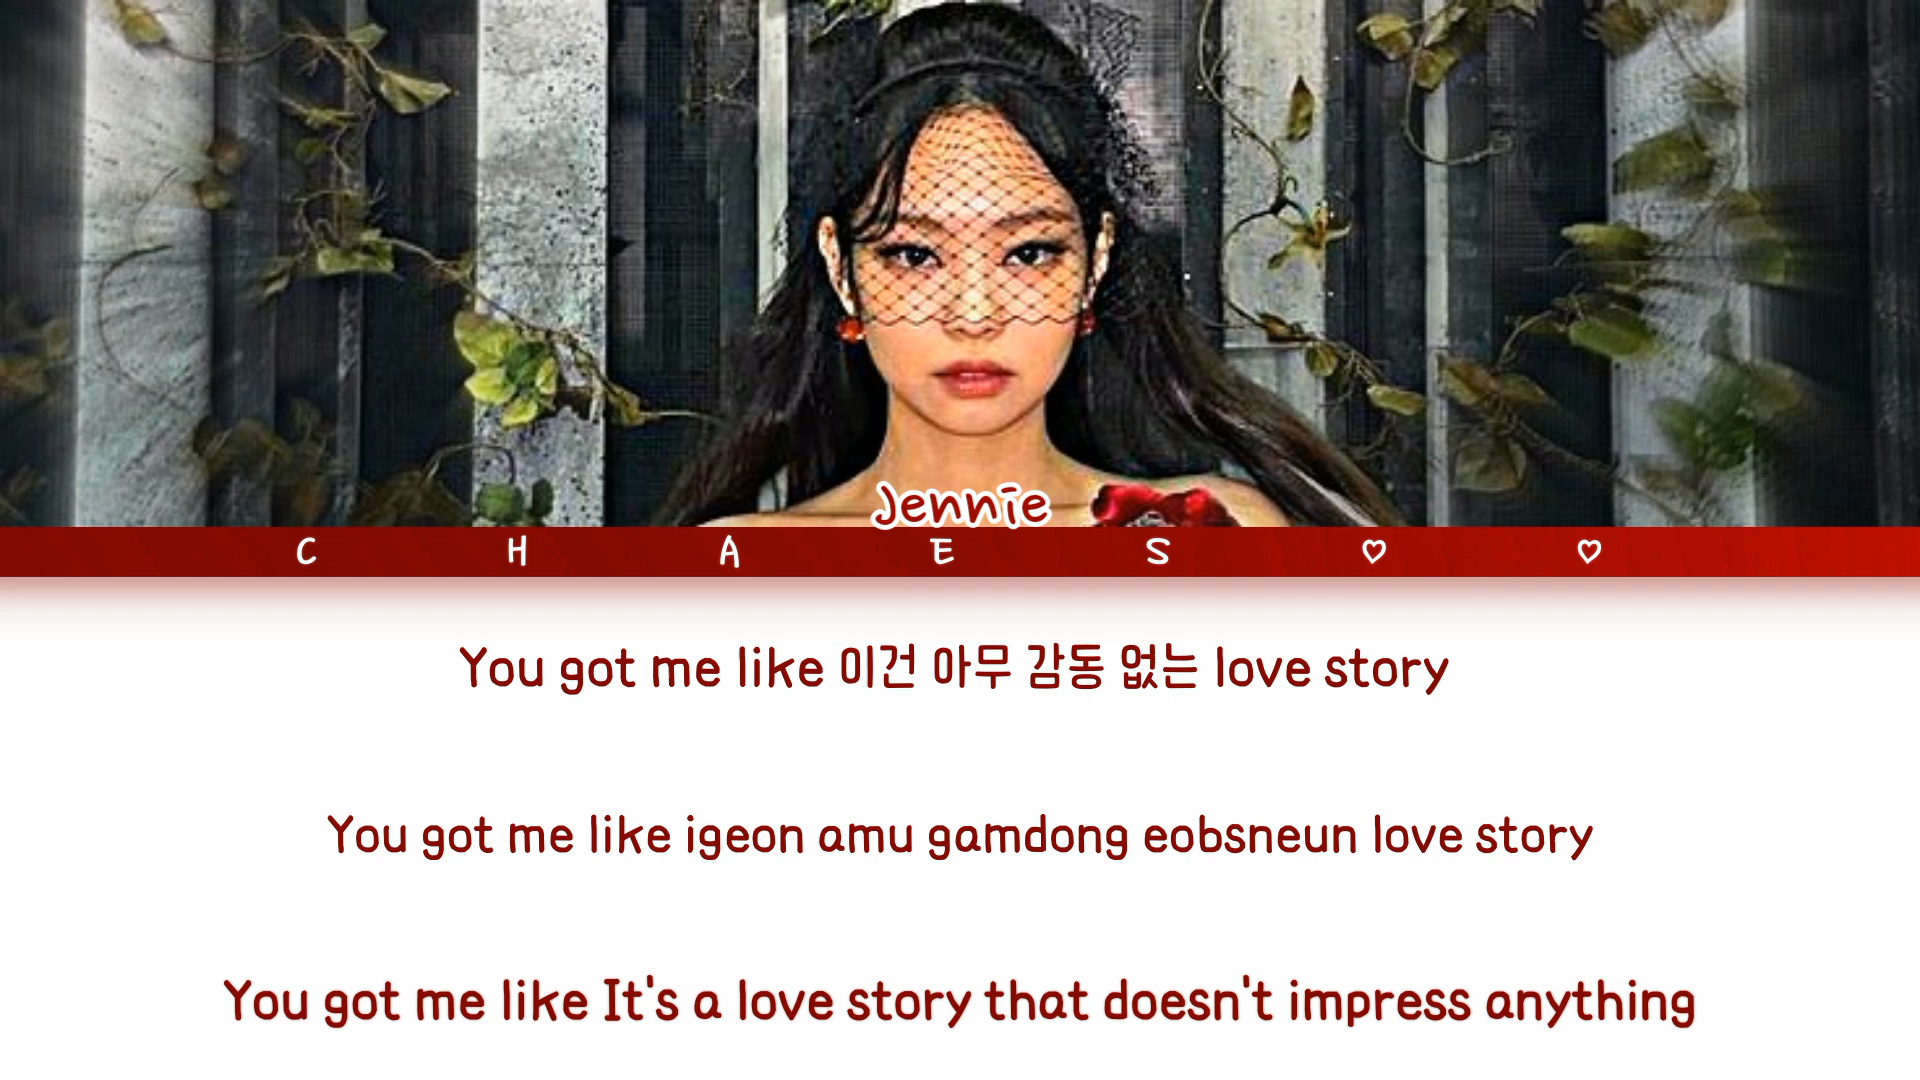 Jennie
C H A E S ♡ ♡
You got me like 이건 아무 감동 없는 love story
You got me like igeon amu gamdong eobsneun love story
You got me like It's a love story that doesn't impress anything